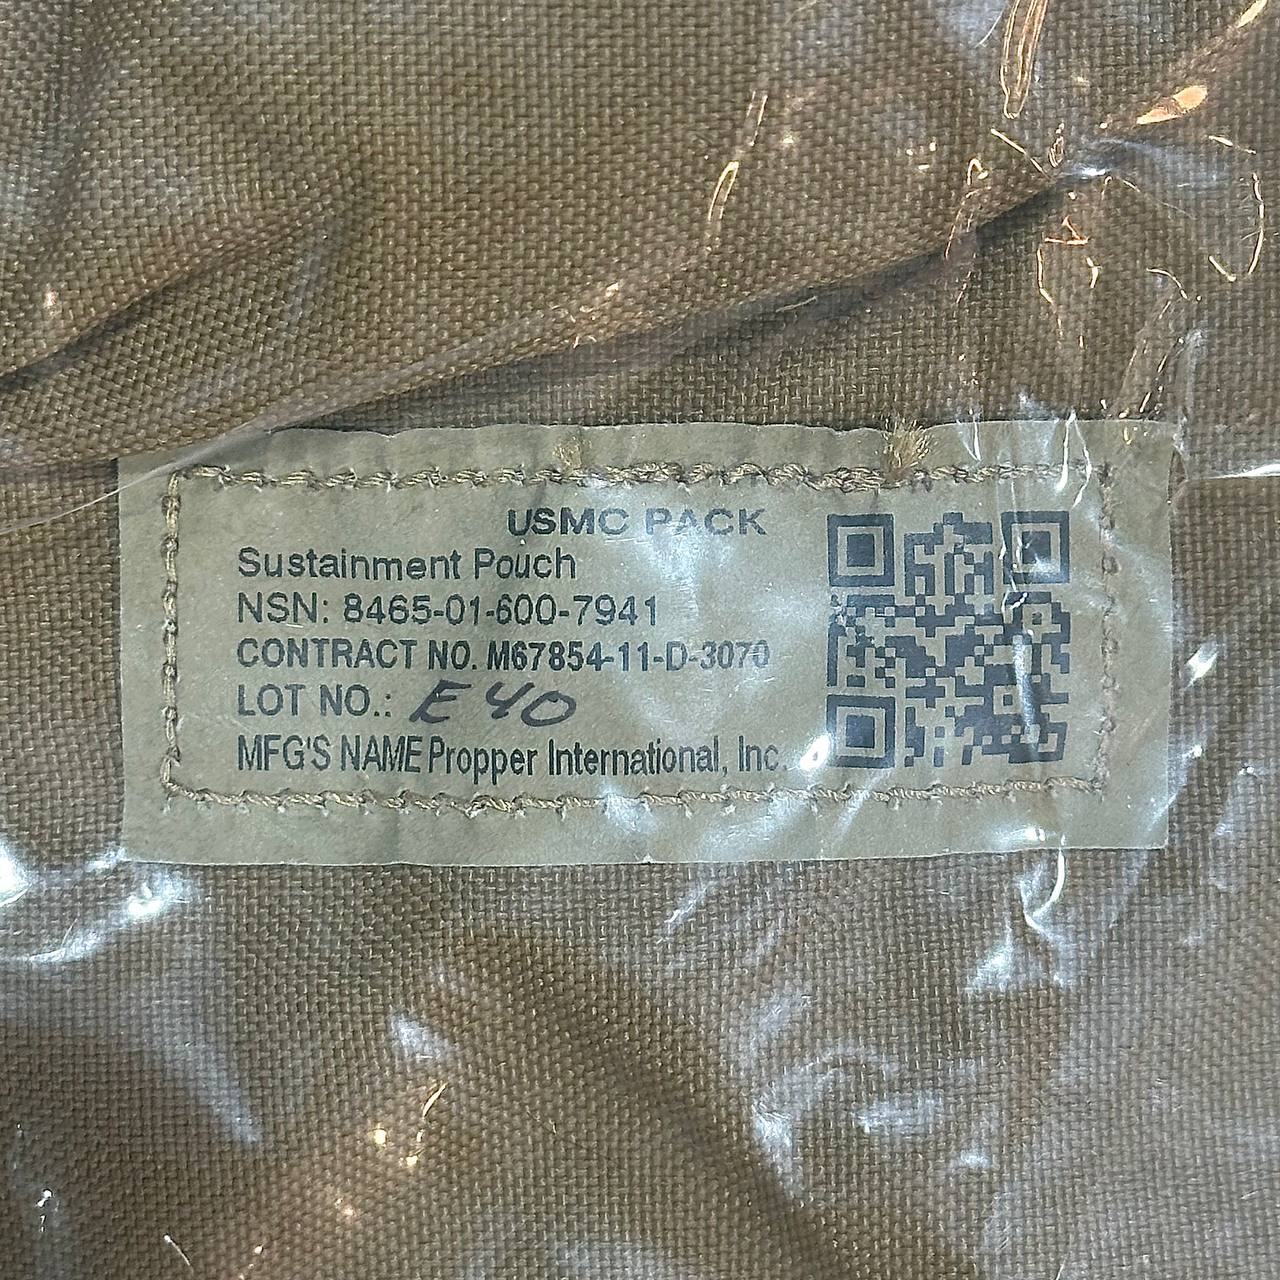 USMC PACK
Sustainment Pouch
NSN: 8465-01-600-7941
CONTRACT NO. M67854-11-D-3070
LOT NO.: E40
MFG'S NAME Propper International, Inc.